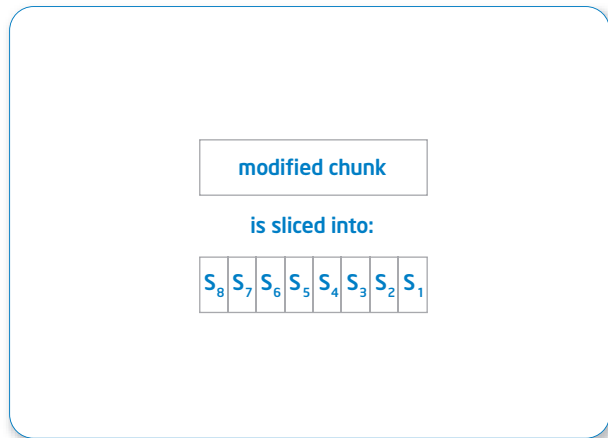 modified chunk
is sliced into:
S₈ S₇ S₆ S₅ S₄ S₃ S₂ S₁